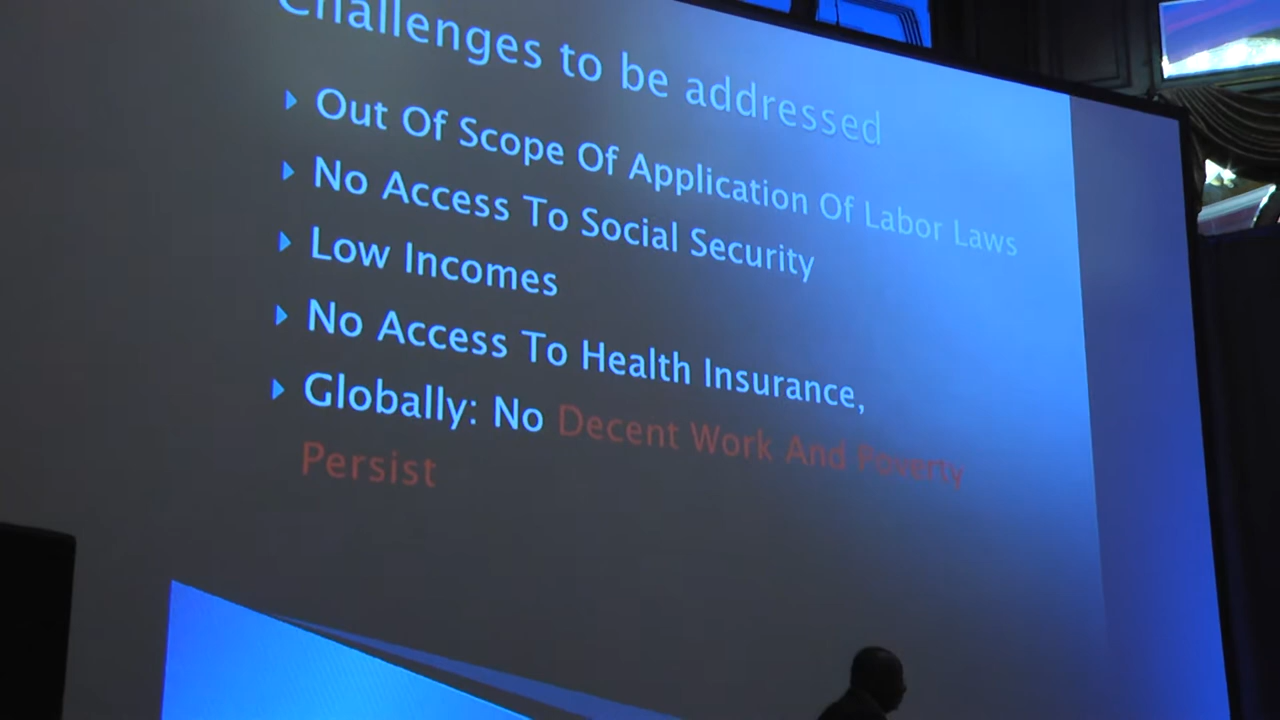 Challenges to be addressed
Out Of Scope Of Application Of Labor Laws
No Access To Social Security
Low Incomes
No Access To Health Insurance,
Globally: No Decent Work And Poverty
Persist